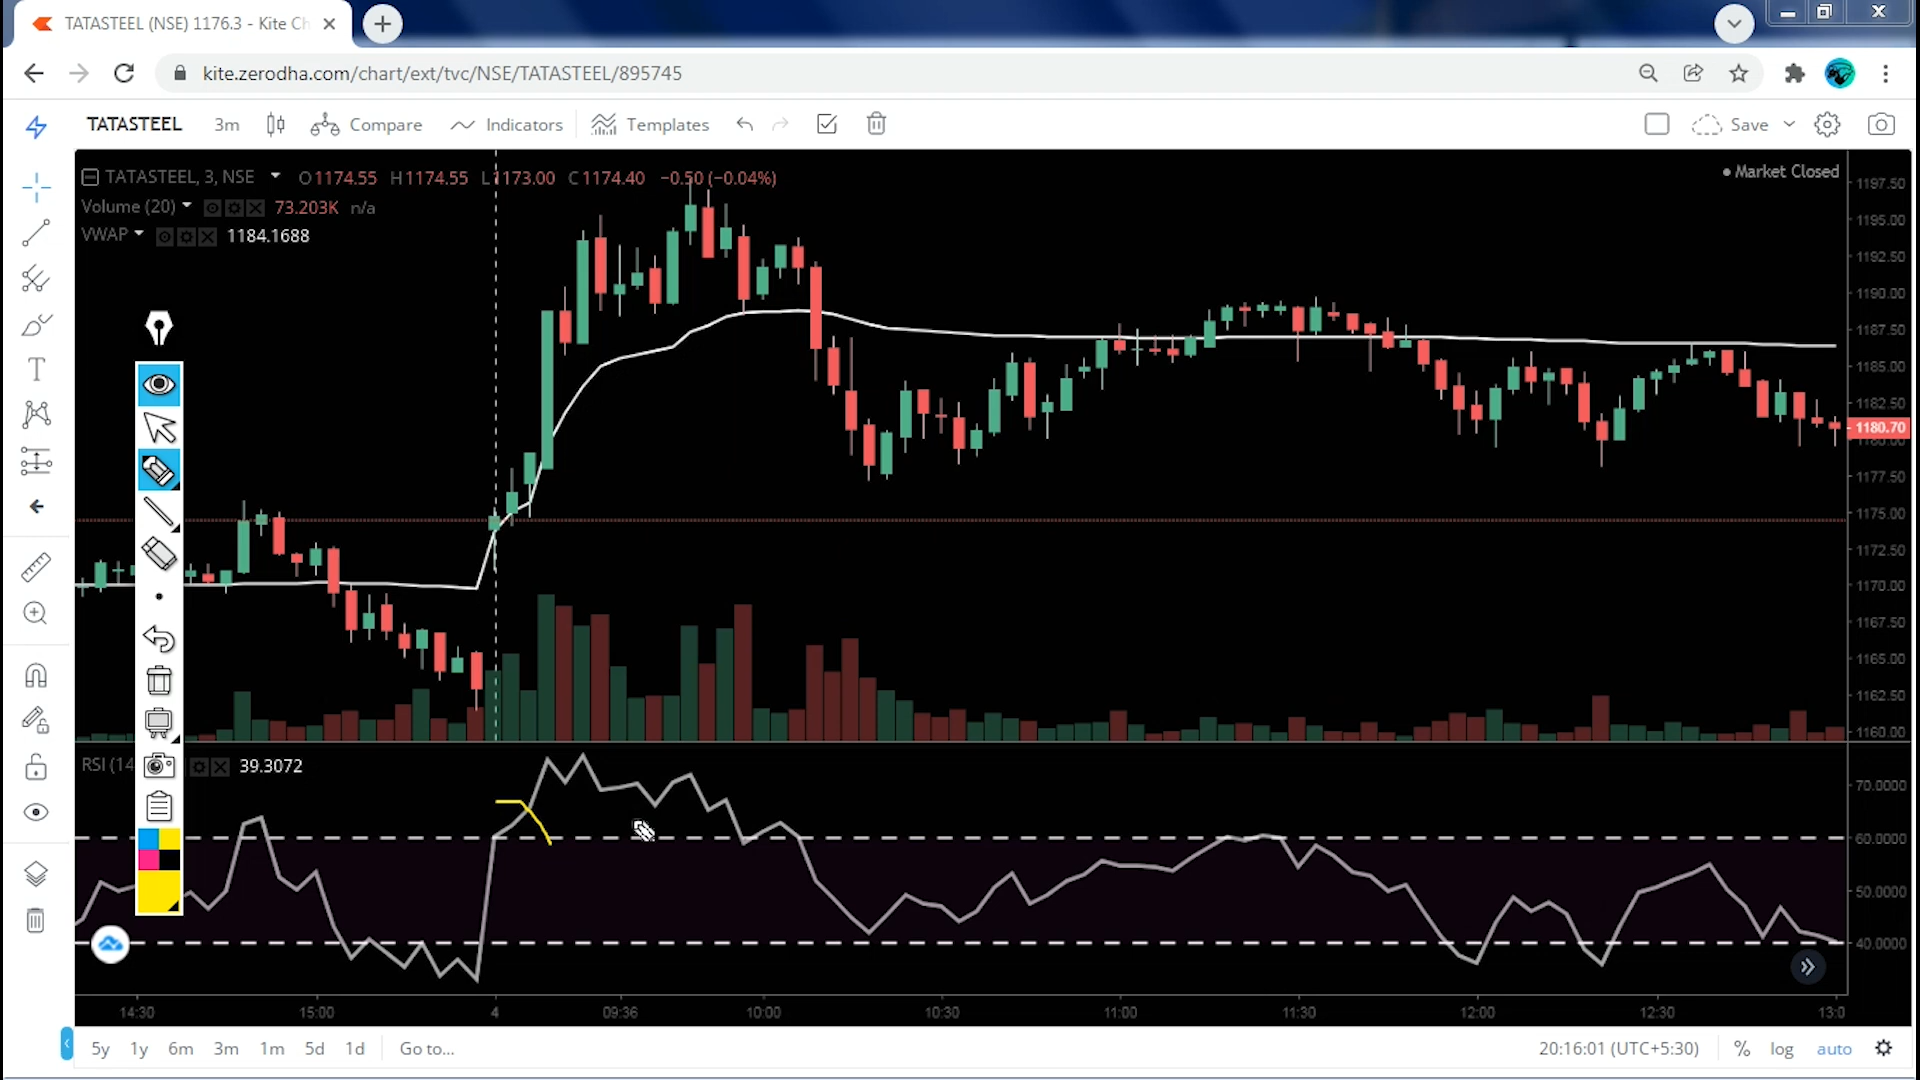 TATASTEEL (NSE) 1176.3 - Kite Ch
kite.zerodha.com/chart/ext/tvc/NSE/TATASTEEL/895745
TATASTEEL 3m Compare Indicators Templates Save
TATASTEEL, 3, NSE O1174.55 H1174.55 L1173.00 C1174.40 −0.50 (−0.04%)
Market Closed
Volume (20) 73.203K n/a
VWAP 1184.1688
1197.50
1195.00
1192.50
1190.00
1187.50
1185.00
1182.50
1180.70
1177.50
1175.00
1172.50
1170.00
1167.50
1165.00
1162.50
1160.00
RSI (14 39.3072
70.0000
60.0000
50.0000
40.0000
14:30 15:00 4 09:36 10:00 10:30 11:00 11:30 12:00 12:30 13:0
5y 1y 6m 3m 1m 5d 1d Go to... 20:16:01 (UTC+5:30) % log auto